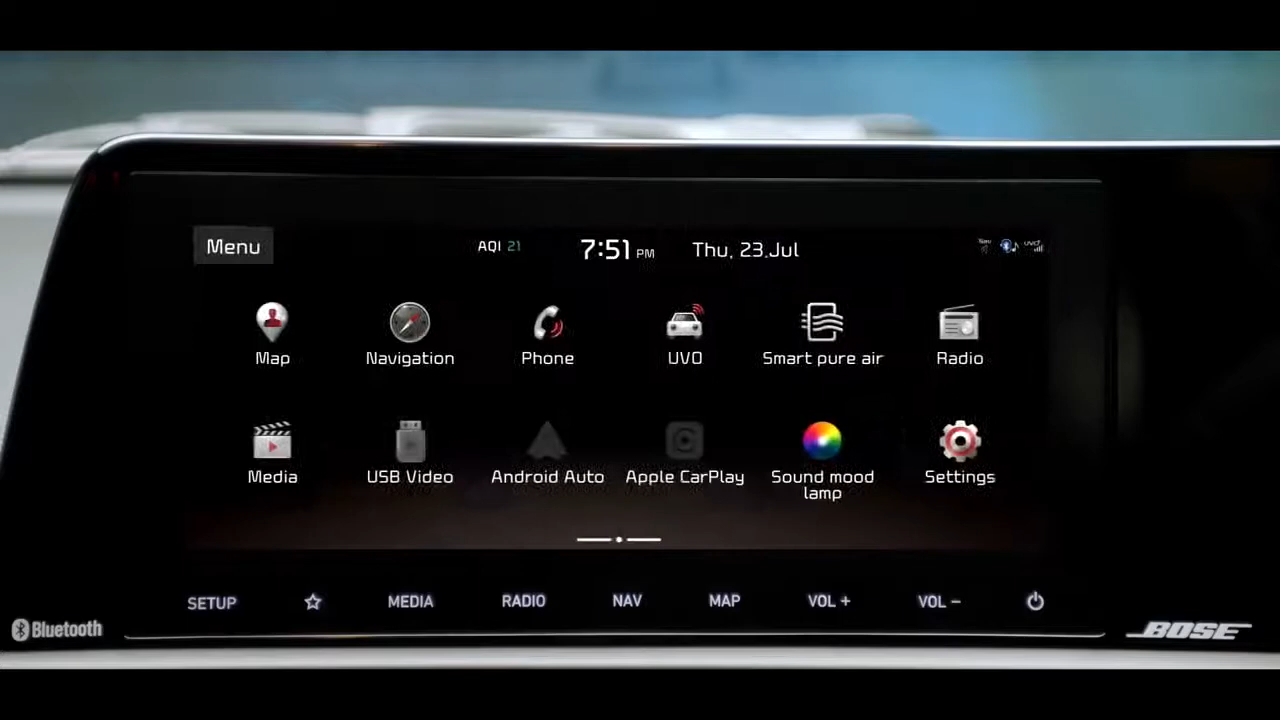 Menu
AQI 21
7:51 PM
Thu, 23.Jul
UVO
Map
Navigation
Phone
UVO
Smart pure air
Radio
Media
USB Video
Android Auto
Apple CarPlay
Sound mood
lamp
Settings
SETUP
MEDIA
RADIO
NAV
MAP
VOL +
VOL –
Bluetooth
BOSE